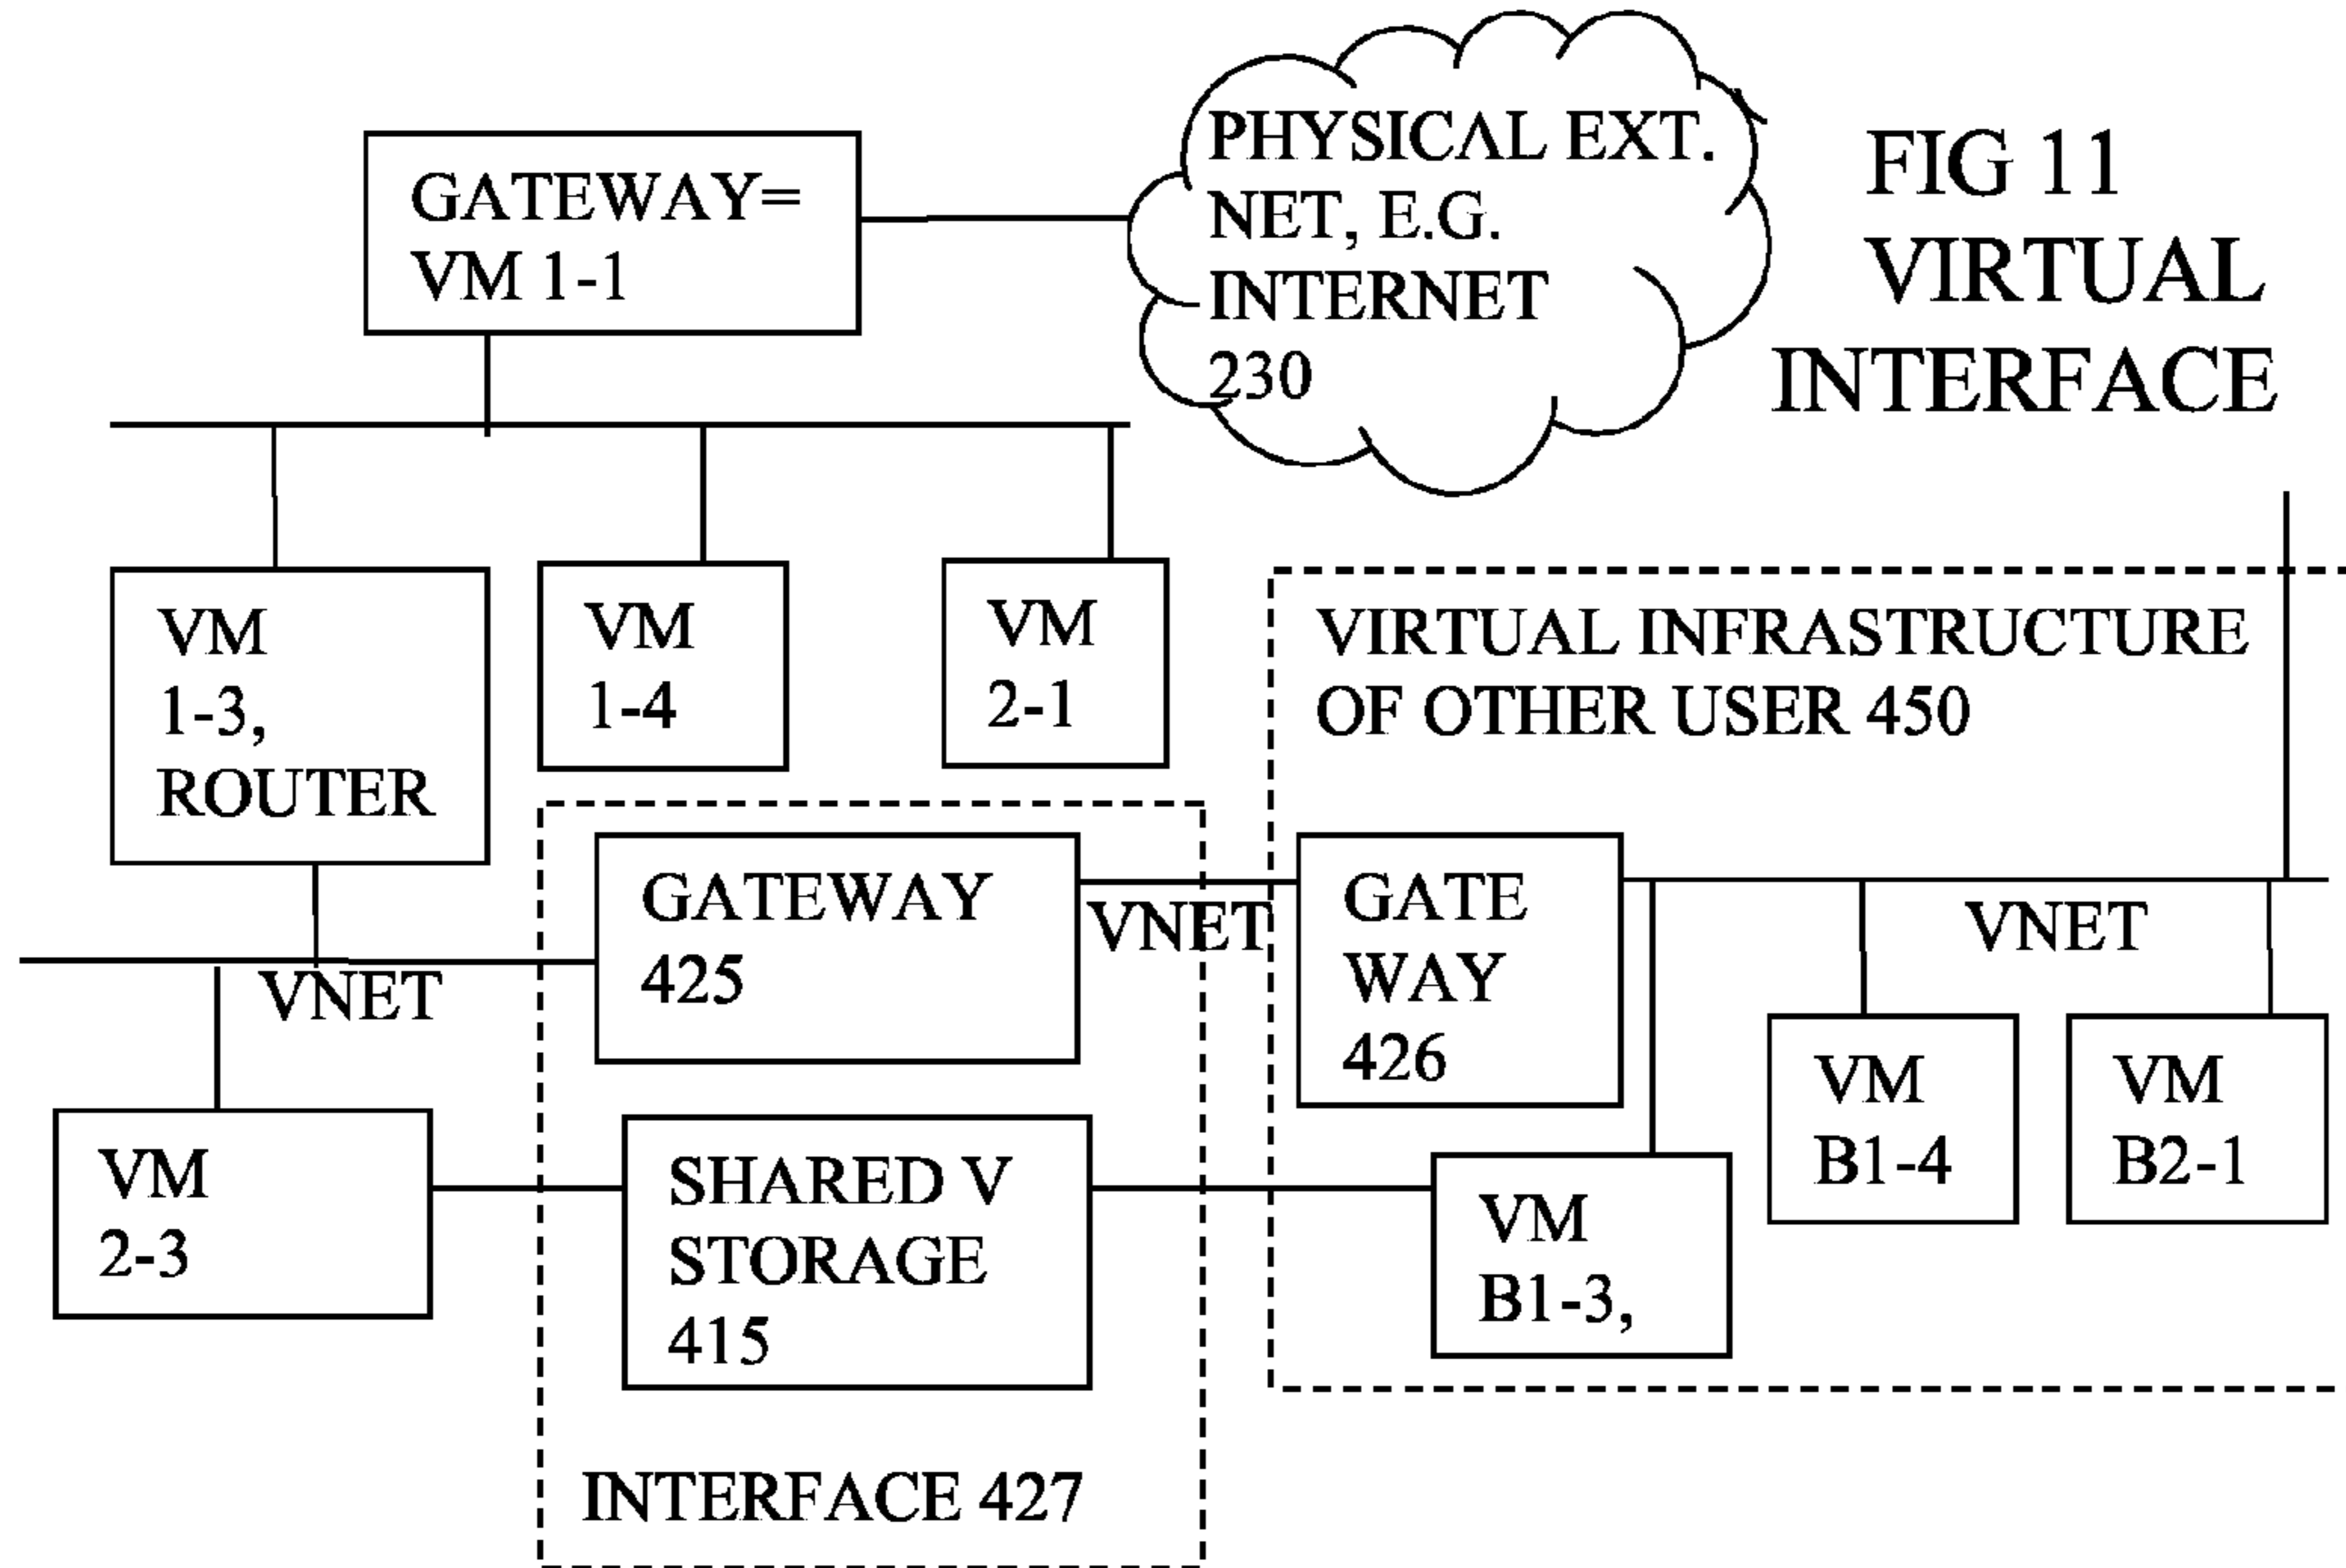 PHYSICAL EXT.
NET, E.G.
INTERNET
230
FIG 11
VIRTUAL
INTERFACE
GATEWAY=
VM 1-1
VM
1-3,
ROUTER
VM
1-4
VM
2-1
VIRTUAL INFRASTRUCTURE
OF OTHER USER 450
GATEWAY
425
VNET
GATE
WAY
426
VNET
VNET
VM
B1-4
VM
B2-1
VM
2-3
SHARED V
STORAGE
415
VM
B1-3,
INTERFACE 427